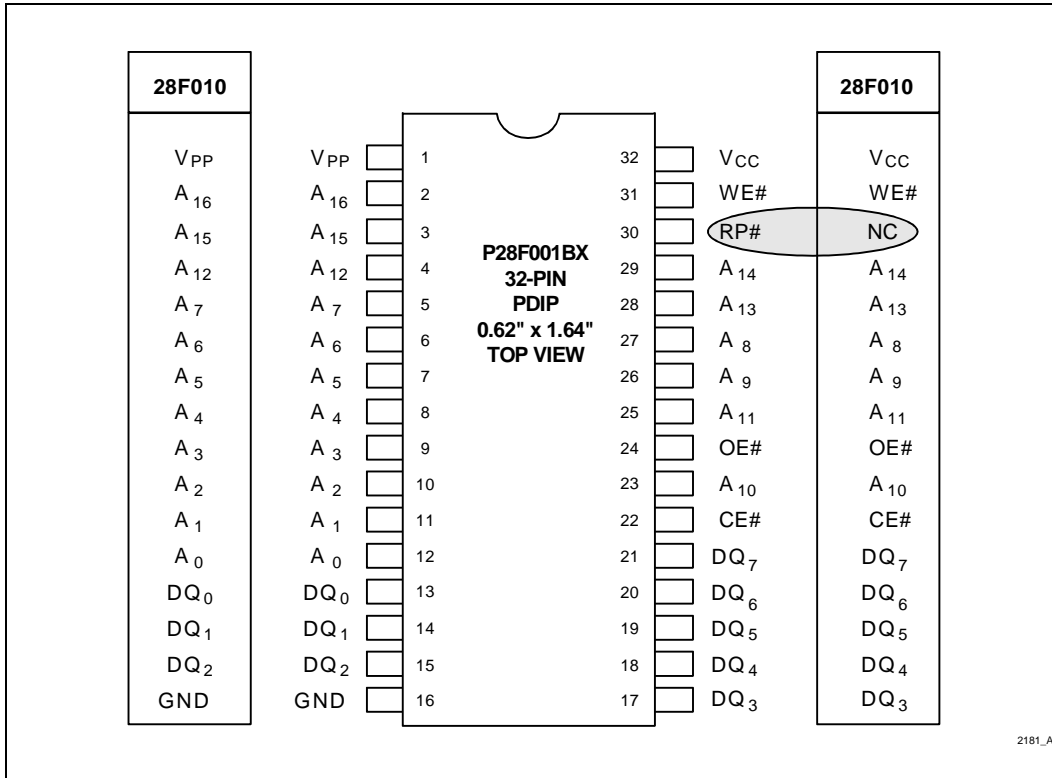 28F010 28F010
VPP VPP 1 32 VCC VCC
A16 A16 2 31 WE# WE#
A15 A15 3 30 RP# NC
A12 A12 4 29 A14 A14
A7 A7 5 28 A13 A13
A6 A6 6 27 A8 A8
A5 A5 7 26 A9 A9
A4 A4 8 25 A11 A11
A3 A3 9 24 OE# OE#
A2 A2 10 23 A10 A10
A1 A1 11 22 CE# CE#
A0 A0 12 21 DQ7 DQ7
DQ0 DQ0 13 20 DQ6 DQ6
DQ1 DQ1 14 19 DQ5 DQ5
DQ2 DQ2 15 18 DQ4 DQ4
GND GND 16 17 DQ3 DQ3
P28F001BX
32-PIN
PDIP
0.62" x 1.64"
TOP VIEW
2181_A